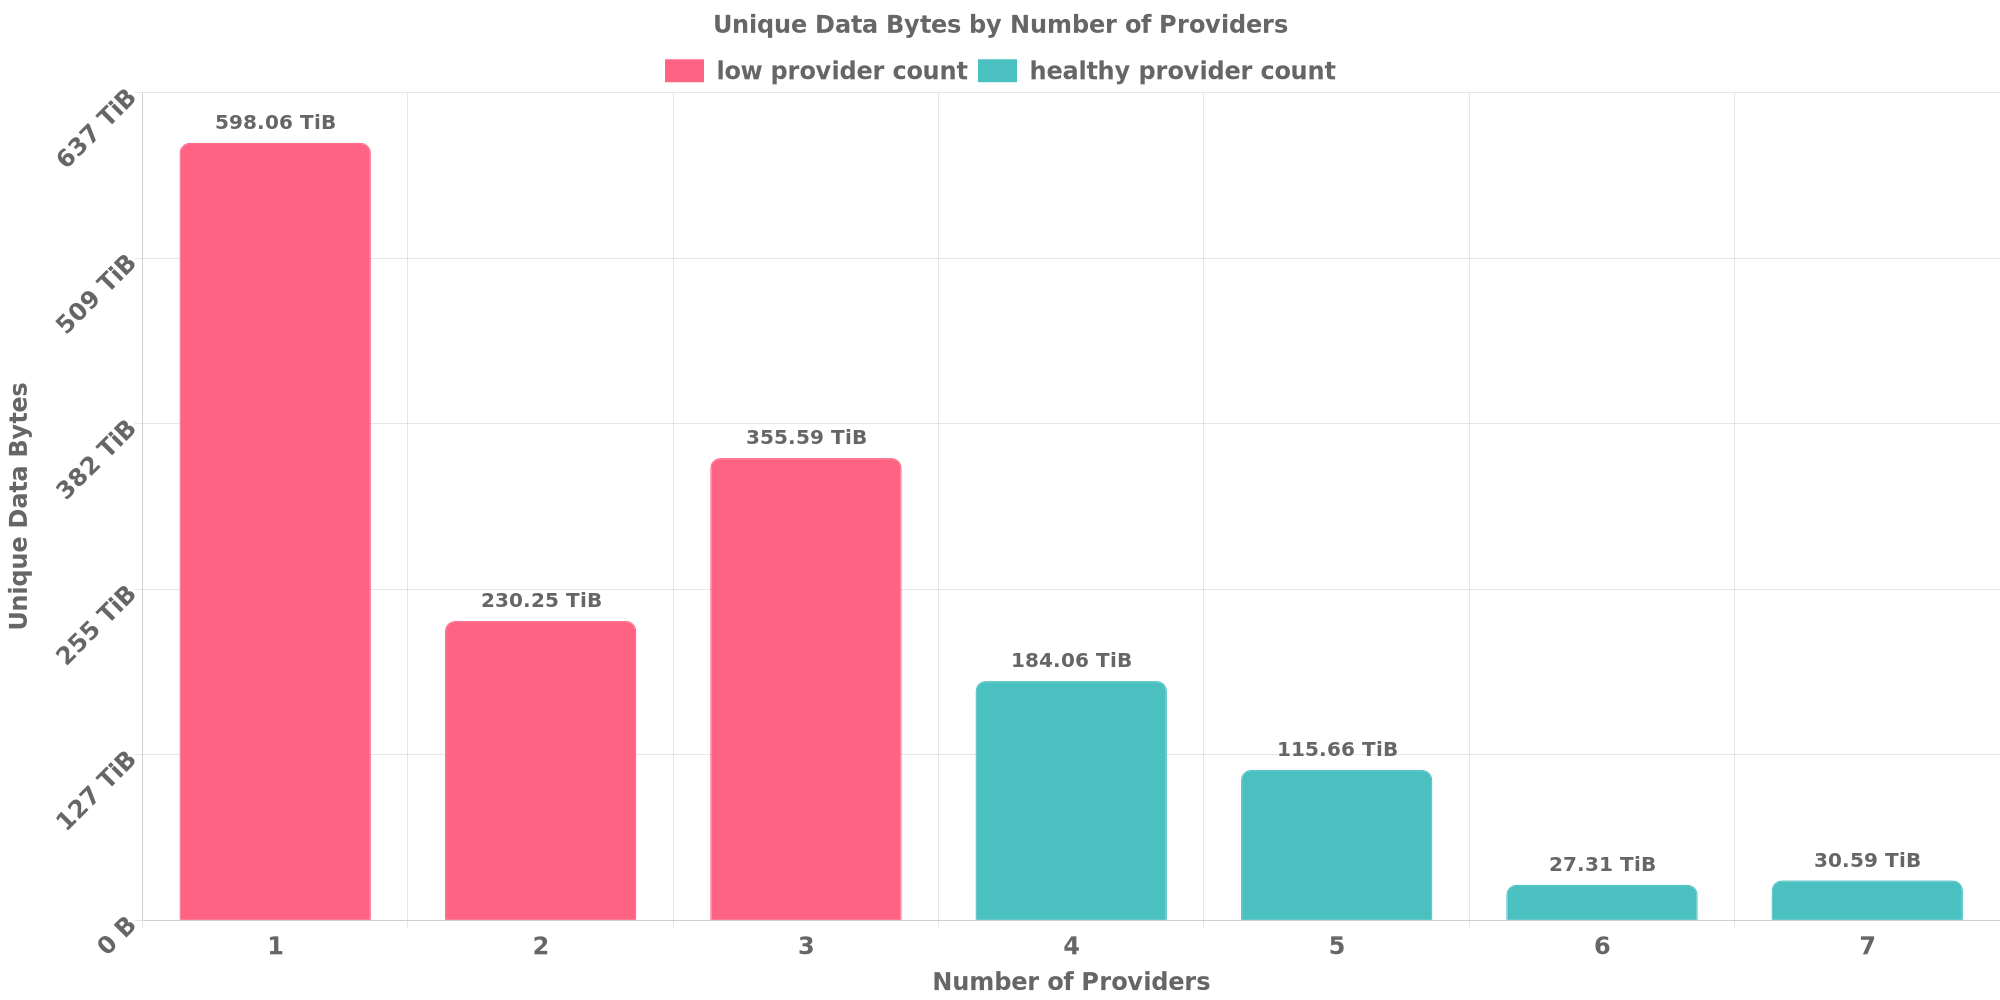 Unique Data Bytes by Number of Providers
low provider count healthy provider count
637 TiB
509 TiB
382 TiB
255 TiB
127 TiB
0 B
Unique Data Bytes
598.06 TiB
230.25 TiB
355.59 TiB
184.06 TiB
115.66 TiB
27.31 TiB
30.59 TiB
1 2 3 4 5 6 7
Number of Providers